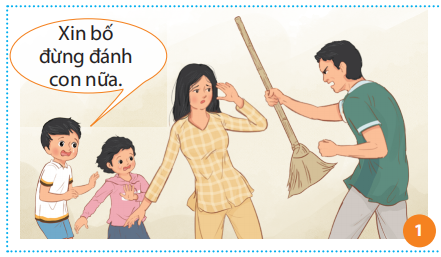 Xin bố
đừng đánh
con nữa.
1